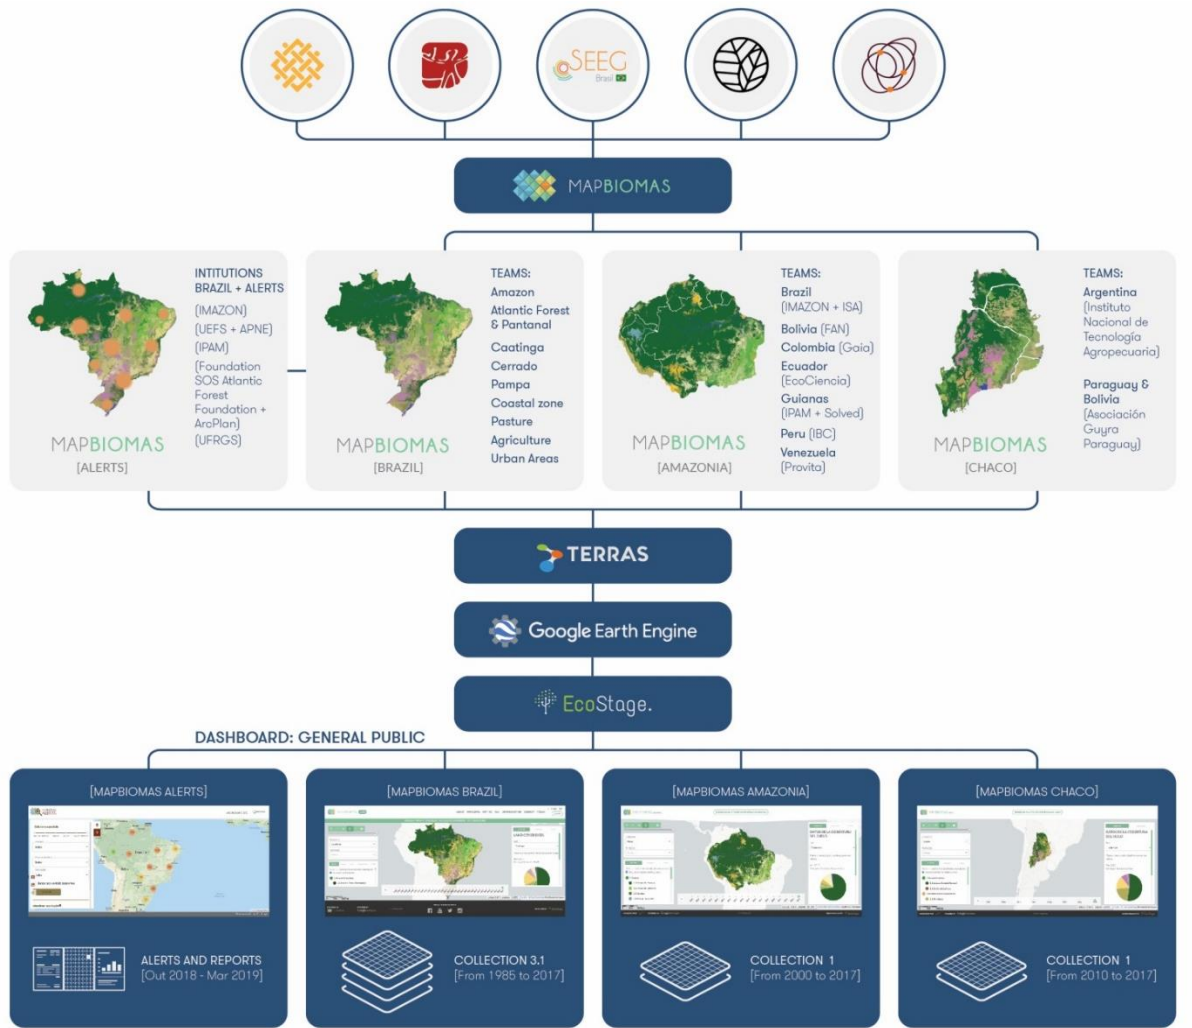 SEEG
Brasil
MAPBIOMAS
INTITUTIONS
BRAZIL + ALERTS
(IMAZON)
(UEFS + APNE)
(IPAM)
(Foundation
SOS Atlantic
Forest
Foundation +
ArcPlan)
(UFRGS)
MAPBIOMAS
[ALERTS]
TEAMS:
Amazon
Atlantic Forest
& Pantanal
Caatinga
Cerrado
Pampa
Coastal zone
Pasture
Agriculture
Urban Areas
MAPBIOMAS
[BRAZIL]
TEAMS:
Brazil
(IMAZON + ISA)
Bolivia (FAN)
Colombia (Gaia)
Ecuador
(EcoCiencia)
Guianas
(IPAM + Solved)
Peru (IBC)
Venezuela
(Provita)
MAPBIOMAS
[AMAZONIA]
TEAMS:
Argentina
(Instituto
Nacional de
Tecnología
Agropecuaria)
Paraguay &
Bolivia
(Asociación
Guyra
Paraguay)
MAPBIOMAS
[CHACO]
TERRAS
Google Earth Engine
EcoStage.
DASHBOARD: GENERAL PUBLIC
[MAPBIOMAS ALERTS]
ALERTS AND REPORTS
[Out 2018 - Mar 2019]
[MAPBIOMAS BRAZIL]
COLLECTION 3.1
[From 1985 to 2017]
[MAPBIOMAS AMAZONIA]
COLLECTION 1
[From 2000 to 2017]
[MAPBIOMAS CHACO]
COLLECTION 1
[From 2010 to 2017]